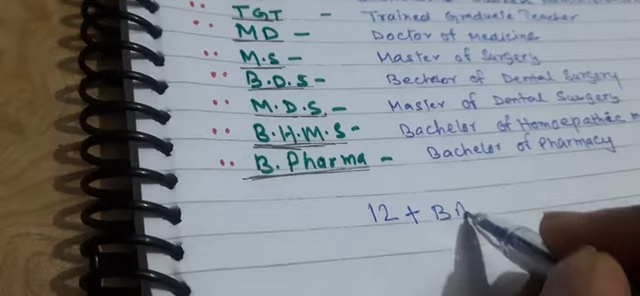 TGT - Trained Graduate Teacher
MD - Doctor of Medicine
M.S - Master of Surgery
B.D.S - Bechelor of Dental Surgery
M.D.S. - Master of Dental Surgery
B.H.M.S - Bachelor of Homoepathic
B. Pharma - Bachelor of Pharmacy
12 + B